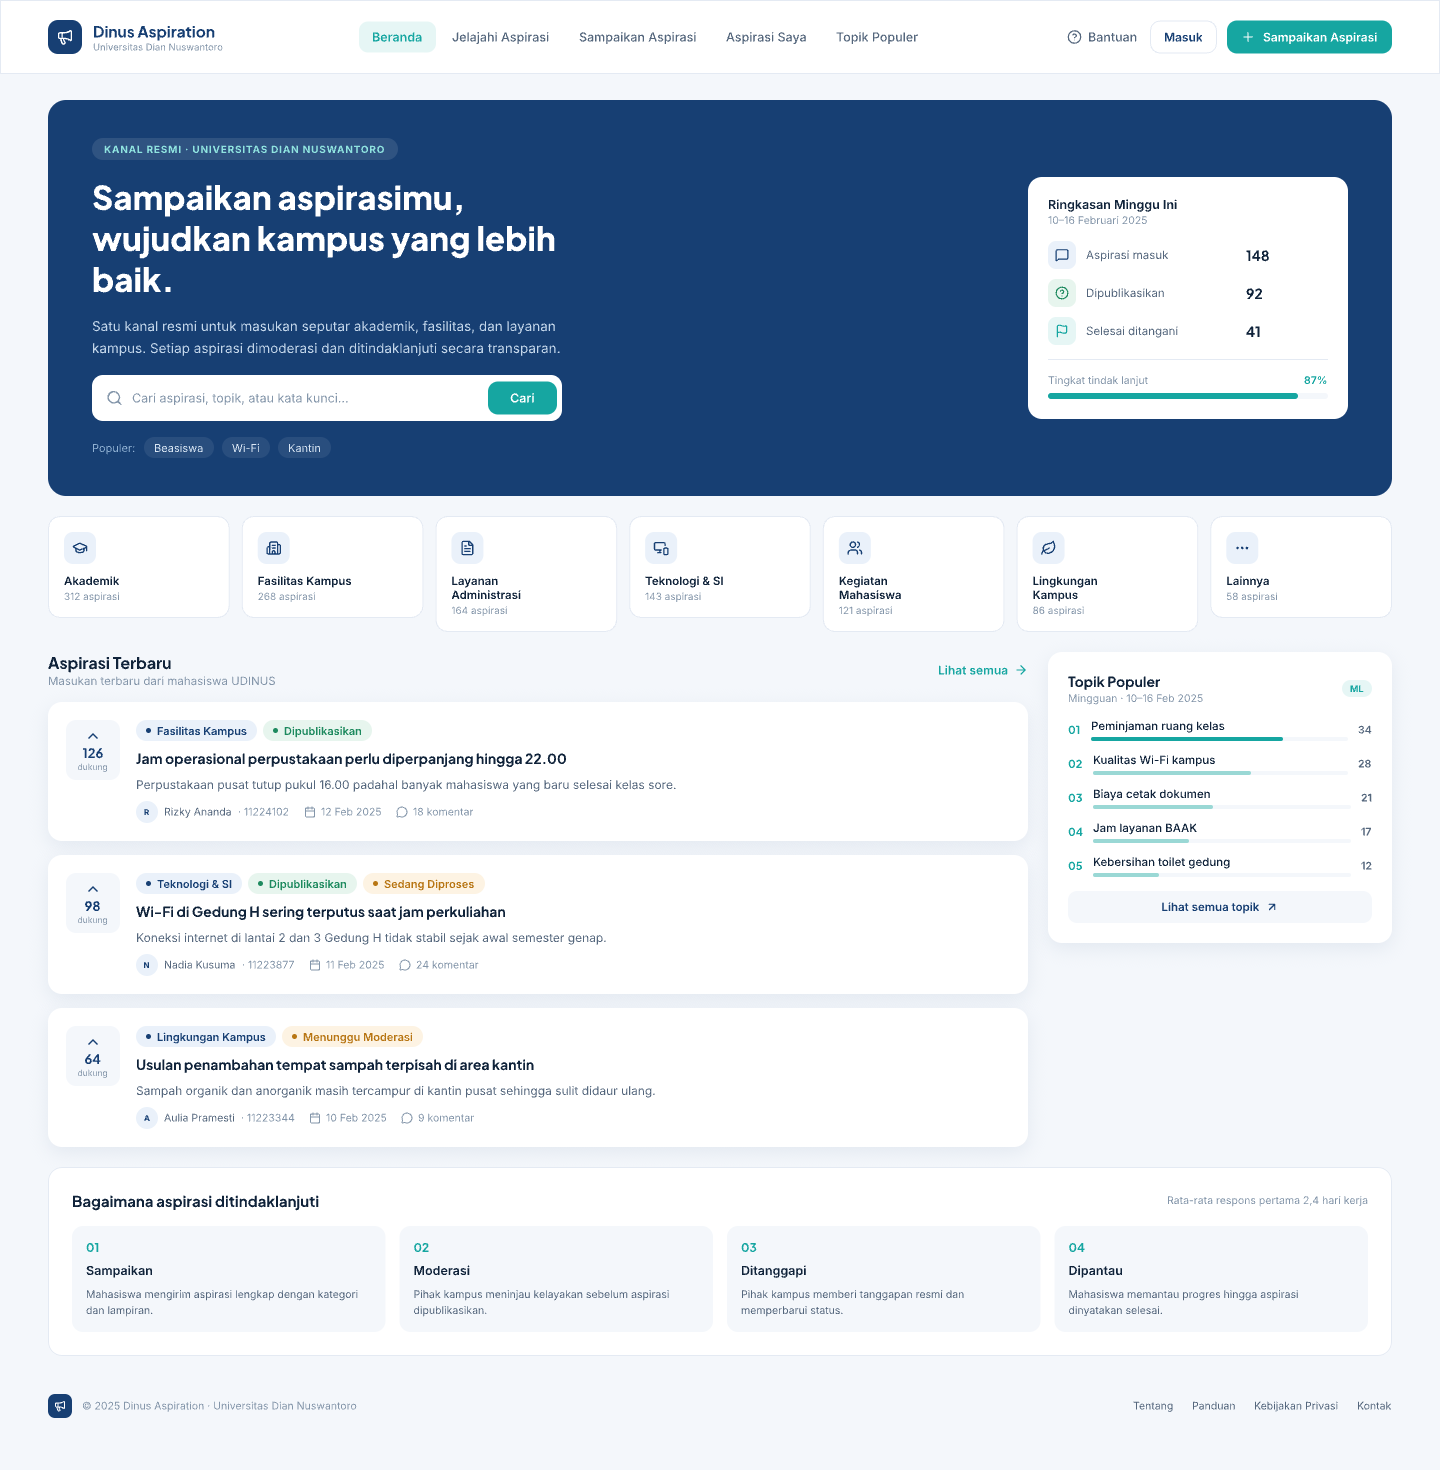 Dinus Aspiration
Universitas Dian Nuswantoro
Beranda
Jelajahi Aspirasi
Sampaikan Aspirasi
Aspirasi Saya
Topik Populer
Bantuan
Masuk
Sampaikan Aspirasi
KANAL RESMI · UNIVERSITAS DIAN NUSWANTORO
Sampaikan aspirasimu,
wujudkan kampus yang lebih
baik.
Satu kanal resmi untuk masukan seputar akademik, fasilitas, dan layanan
kampus. Setiap aspirasi dimoderasi dan ditindaklanjuti secara transparan.
Cari aspirasi, topik, atau kata kunci...
Cari
Populer:
Beasiswa
Wi-Fi
Kantin
Ringkasan Minggu Ini
10–16 Februari 2025
Aspirasi masuk 148
Dipublikasikan 92
Selesai ditangani 41
Tingkat tindak lanjut 87%
Akademik
312 aspirasi
Fasilitas Kampus
268 aspirasi
Layanan
Administrasi
164 aspirasi
Teknologi & SI
143 aspirasi
Kegiatan
Mahasiswa
121 aspirasi
Lingkungan
Kampus
86 aspirasi
Lainnya
58 aspirasi
Aspirasi Terbaru
Masukan terbaru dari mahasiswa UDINUS
Lihat semua
126
dukung
Fasilitas Kampus
Dipublikasikan
Jam operasional perpustakaan perlu diperpanjang hingga 22.00
Perpustakaan pusat tutup pukul 16.00 padahal banyak mahasiswa yang baru selesai kelas sore.
R
Rizky Ananda · 11224102
12 Feb 2025
18 komentar
98
dukung
Teknologi & SI
Dipublikasikan
Sedang Diproses
Wi-Fi di Gedung H sering terputus saat jam perkuliahan
Koneksi internet di lantai 2 dan 3 Gedung H tidak stabil sejak awal semester genap.
N
Nadia Kusuma · 11223877
11 Feb 2025
24 komentar
64
dukung
Lingkungan Kampus
Menunggu Moderasi
Usulan penambahan tempat sampah terpisah di area kantin
Sampah organik dan anorganik masih tercampur di kantin pusat sehingga sulit didaur ulang.
A
Aulia Pramesti · 11223344
10 Feb 2025
9 komentar
Topik Populer
Mingguan · 10–16 Feb 2025
ML
01 Peminjaman ruang kelas 34
02 Kualitas Wi-Fi kampus 28
03 Biaya cetak dokumen 21
04 Jam layanan BAAK 17
05 Kebersihan toilet gedung 12
Lihat semua topik
Bagaimana aspirasi ditindaklanjuti
Rata-rata respons pertama 2,4 hari kerja
01
Sampaikan
Mahasiswa mengirim aspirasi lengkap dengan kategori
dan lampiran.
02
Moderasi
Pihak kampus meninjau kelayakan sebelum aspirasi
dipublikasikan.
03
Ditanggapi
Pihak kampus memberi tanggapan resmi dan
memperbarui status.
04
Dipantau
Mahasiswa memantau progres hingga aspirasi
dinyatakan selesai.
© 2025 Dinus Aspiration · Universitas Dian Nuswantoro
Tentang
Panduan
Kebijakan Privasi
Kontak